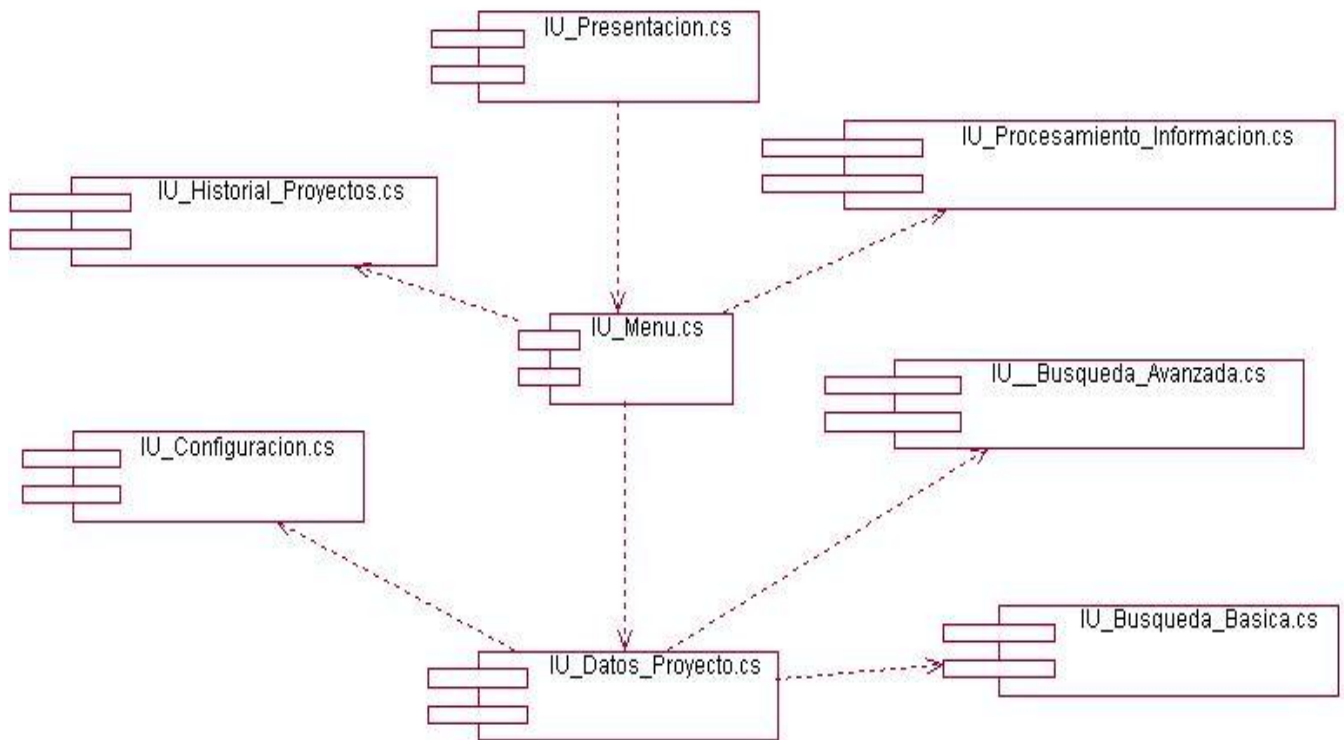 IU_Presentacion.cs
IU_Procesamiento_Informacion.cs
IU_Historial_Proyectos.cs
IU_Menu.cs
IU__Busqueda_Avanzada.cs
IU_Configuracion.cs
IU_Busqueda_Basica.cs
IU_Datos_Proyecto.cs